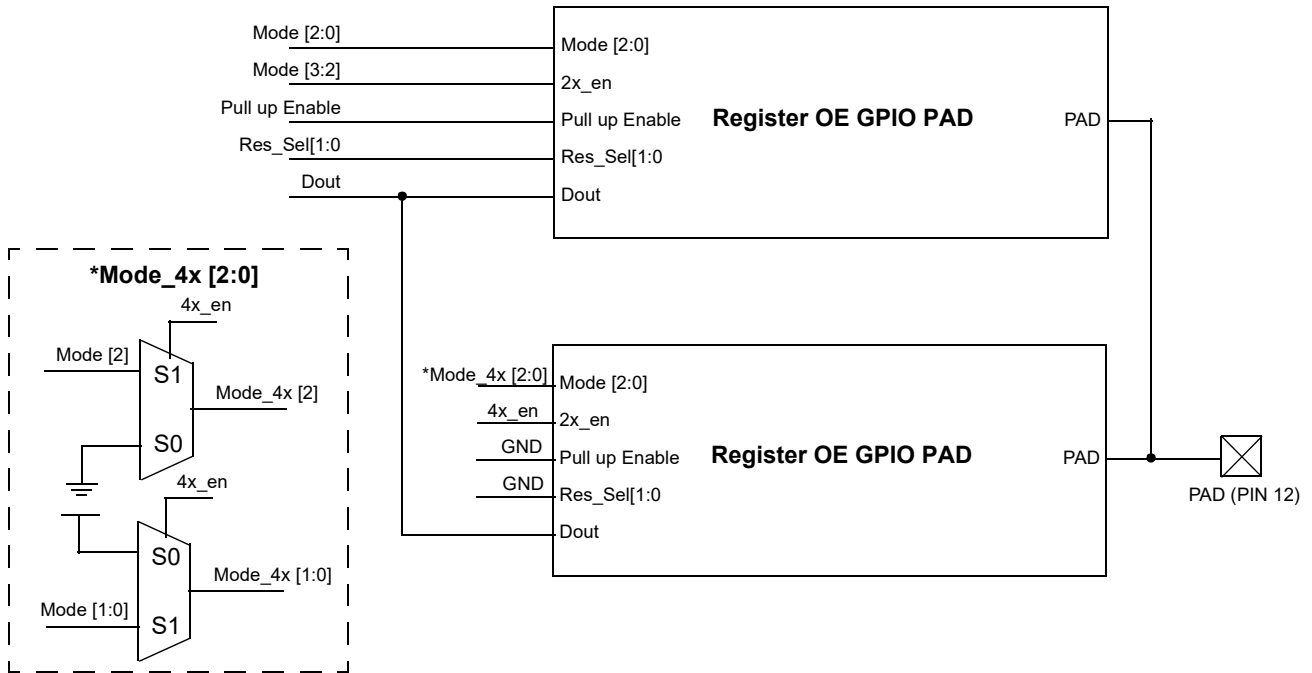 Mode [2:0]
Mode [3:2]
Pull up Enable
Res_Sel[1:0
Dout
Mode [2:0]
2x_en
Pull up Enable
Res_Sel[1:0
Dout
Register OE GPIO PAD
PAD
*Mode_4x [2:0]
4x_en
Mode [2]
S1
Mode_4x [2]
S0
4x_en
S0
Mode_4x [1:0]
Mode [1:0]
S1
*Mode_4x [2:0]
4x_en
GND
GND
Mode [2:0]
2x_en
Pull up Enable
Res_Sel[1:0
Dout
Register OE GPIO PAD
PAD
PAD (PIN 12)